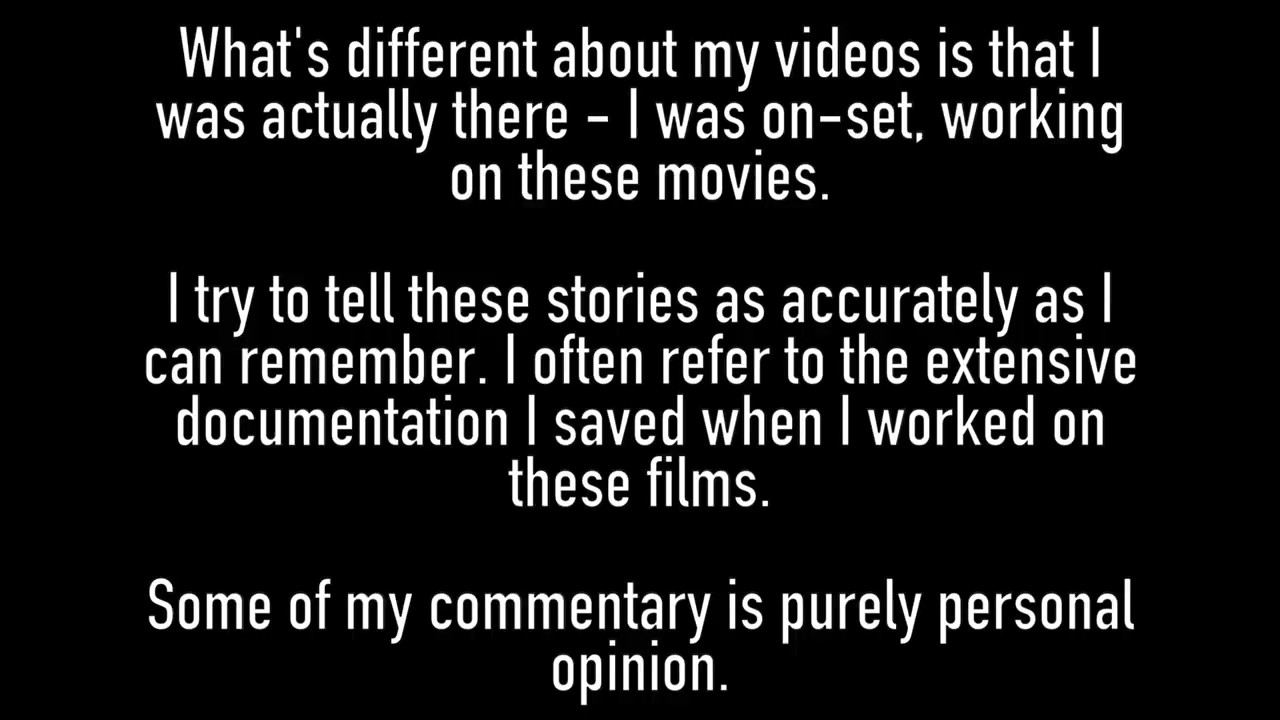 What's different about my videos is that I
was actually there - I was on-set, working
on these movies.
I try to tell these stories as accurately as I
can remember. I often refer to the extensive
documentation I saved when I worked on
these films.
Some of my commentary is purely personal
opinion.